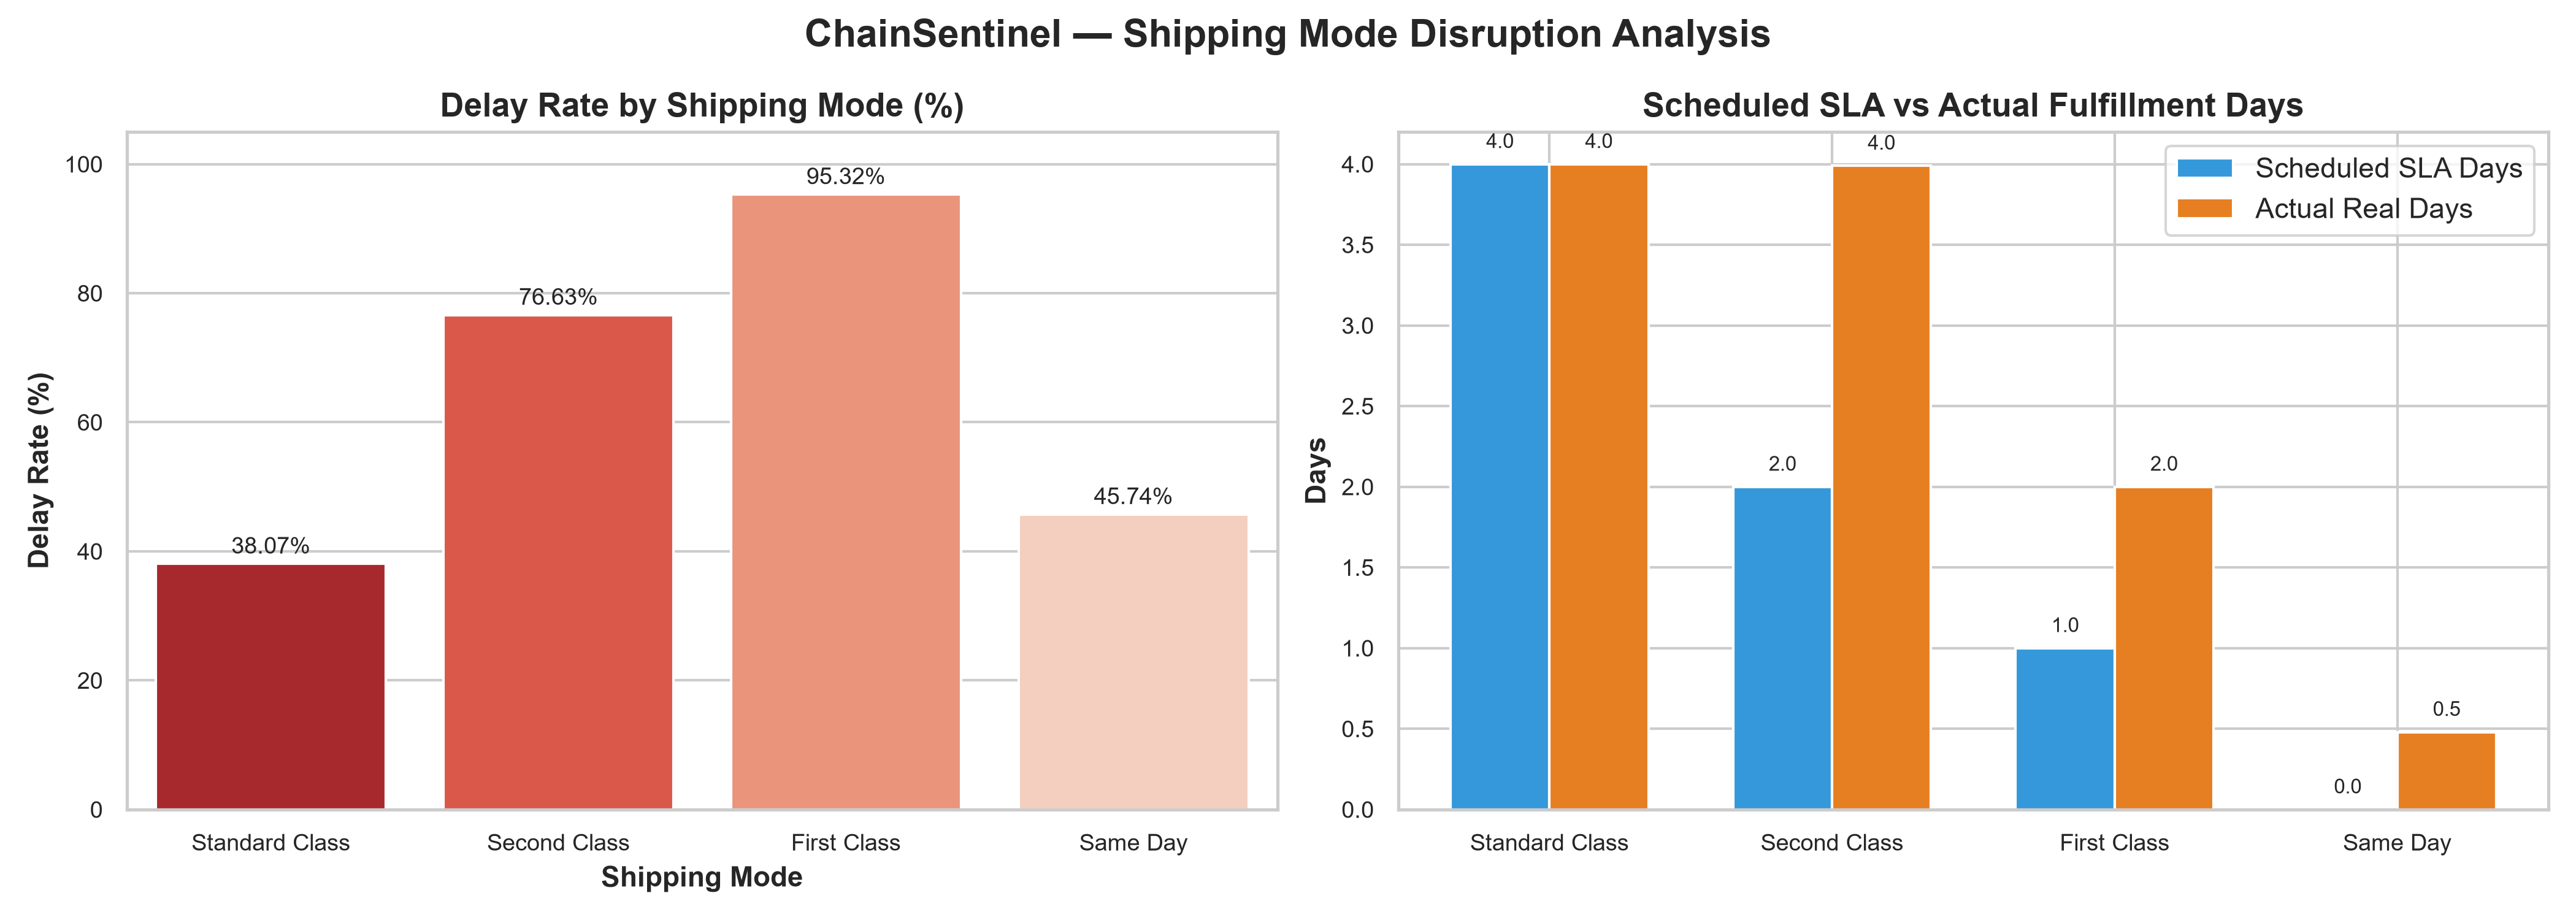 ChainSentinel — Shipping Mode Disruption Analysis
Delay Rate by Shipping Mode (%)
Delay Rate (%)
100
80
60
40
20
0
38.07%
76.63%
95.32%
45.74%
Standard Class
Second Class
First Class
Same Day
Shipping Mode
Scheduled SLA vs Actual Fulfillment Days
Days
4.0
3.5
3.0
2.5
2.0
1.5
1.0
0.5
0.0
4.0
4.0
2.0
4.0
1.0
2.0
0.0
0.5
Scheduled SLA Days
Actual Real Days
Standard Class
Second Class
First Class
Same Day